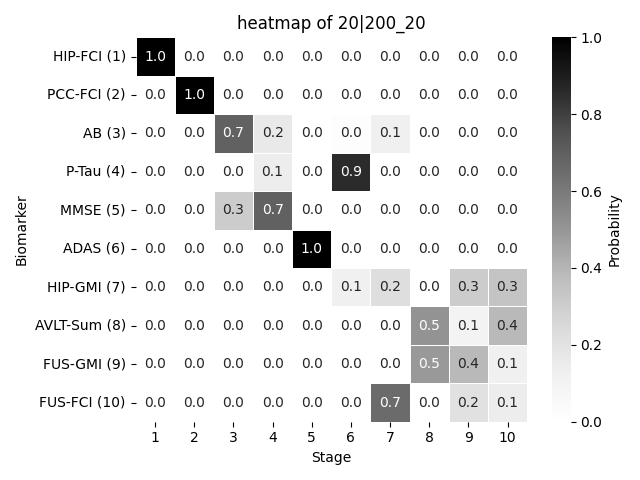 heatmap of 20|200_20
HIP-FCI (1) 1.0 0.0 0.0 0.0 0.0 0.0 0.0 0.0 0.0 0.0
PCC-FCI (2) 0.0 1.0 0.0 0.0 0.0 0.0 0.0 0.0 0.0 0.0
AB (3) 0.0 0.0 0.7 0.2 0.0 0.0 0.1 0.0 0.0 0.0
P-Tau (4) 0.0 0.0 0.0 0.1 0.0 0.9 0.0 0.0 0.0 0.0
MMSE (5) 0.0 0.0 0.3 0.7 0.0 0.0 0.0 0.0 0.0 0.0
ADAS (6) 0.0 0.0 0.0 0.0 1.0 0.0 0.0 0.0 0.0 0.0
HIP-GMI (7) 0.0 0.0 0.0 0.0 0.0 0.1 0.2 0.0 0.3 0.3
AVLT-Sum (8) 0.0 0.0 0.0 0.0 0.0 0.0 0.0 0.5 0.1 0.4
FUS-GMI (9) 0.0 0.0 0.0 0.0 0.0 0.0 0.0 0.5 0.4 0.1
FUS-FCI (10) 0.0 0.0 0.0 0.0 0.0 0.0 0.7 0.0 0.2 0.1
1 2 3 4 5 6 7 8 9 10
Stage
Biomarker
1.0
0.8
0.6
0.4
0.2
0.0
Probability